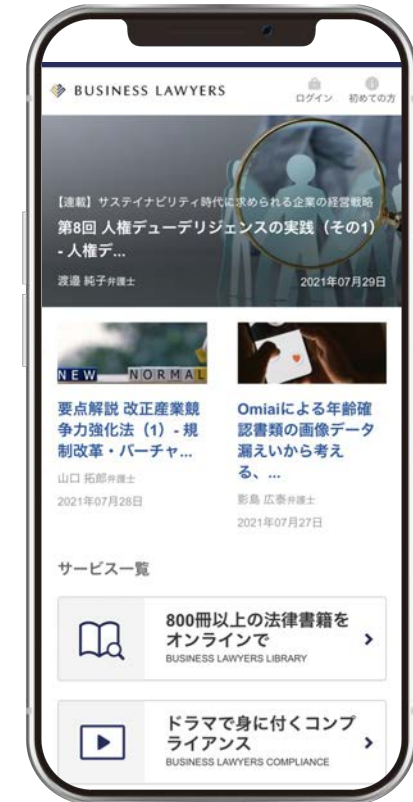 BUSINESS LAWYERS
ログイン
初めての方
【連載】サステイナビリティ時代に求められる企業の経営戦略
第8回 人権デューデリジェンスの実践（その1）
- 人権デ...
渡邉 純子弁護士
2021年07月29日
NEW NORMAL
要点解説 改正産業競
争力強化法（1）- 規
制改革・バーチャ...
山口 拓郎弁護士
2021年07月28日
Omiaiによる年齢確
認書類の画像データ
漏えいから考え
る、...
影島 広泰弁護士
2021年07月27日
サービス一覧
800冊以上の法律書籍を
オンラインで
BUSINESS LAWYERS LIBRARY
ドラマで身に付くコンプ
ライアンス
BUSINESS LAWYERS COMPLIANCE